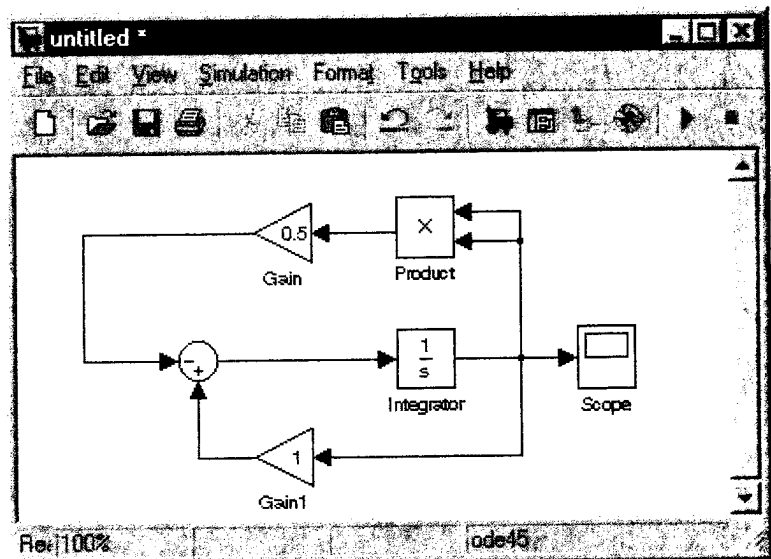 untitled *
File Edit View Simulation Format Tools Help
0.5
×
Gain
Product
-
+
1
s
Integrator
Scope
1
Gain1
100% ode45